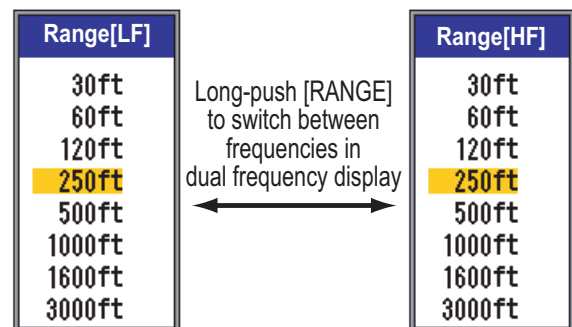 Range[LF]
30ft
60ft
120ft
250ft
500ft
1000ft
1600ft
3000ft
Long-push [RANGE]
to switch between
frequencies in
dual frequency display
Range[HF]
30ft
60ft
120ft
250ft
500ft
1000ft
1600ft
3000ft